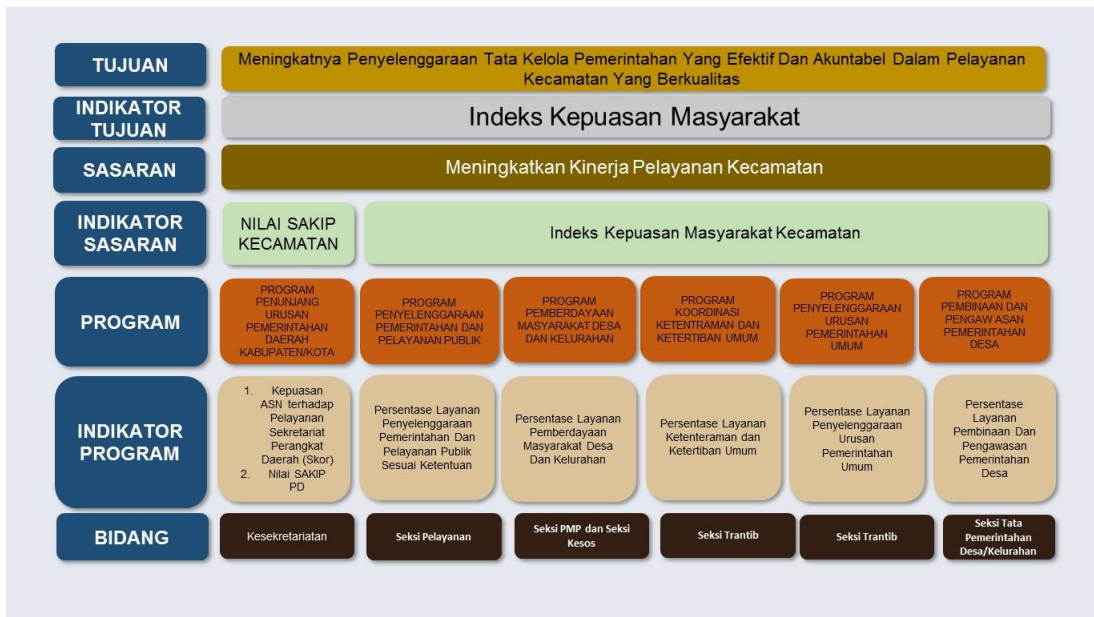 TUJUAN
Meningkatnya Penyelenggaraan Tata Kelola Pemerintahan Yang Efektif Dan Akuntabel Dalam Pelayanan
Kecamatan Yang Berkualitas
INDIKATOR
TUJUAN
Indeks Kepuasan Masyarakat
SASARAN
Meningkatkan Kinerja Pelayanan Kecamatan
INDIKATOR
SASARAN
NILAI SAKIP
KECAMATAN
Indeks Kepuasan Masyarakat Kecamatan
PROGRAM
PROGRAM
PENUNJANG
URUSAN
PEMERINTAHAN
DAERAH
KABUPATEN/KOTA
PROGRAM
PENYELENGGARAAN
PEMERINTAHAN DAN
PELAYANAN PUBLIK
PROGRAM
PEMBERDAYAAN
MASYARAKAT DESA
DAN KELURAHAN
PROGRAM
KOORDINASI
KETENTRAMAN DAN
KETERTIBAN UMUM
PROGRAM
PENYELENGGARAAN
URUSAN
PEMERINTAHAN
UMUM
PROGRAM
PEMBINAAN DAN
PENGAW ASAN
PEMERINTAHAN
DESA
INDIKATOR
PROGRAM
1. Kepuasan
ASN terhadap
Pelayanan
Sekretariat
Perangkat
Daerah (Skor)
2. Nilai SAKIP
PD
Persentase Layanan
Penyelenggaraan
Pemerintahan Dan
Pelayanan Publik
Sesuai Ketentuan
Persentase Layanan
Pemberdayaan
Masyarakat Desa
Dan Kelurahan
Persentase Layanan
Ketenteraman dan
Ketertiban Umum
Persentase Layanan
Penyelenggaraan
Urusan
Pemerintahan
Umum
Persentase
Layanan
Pembinaan Dan
Pengawasan
Pemerintahan
Desa
BIDANG
Kesekretariatan
Seksi Pelayanan
Seksi PMP dan Seksi
Kesos
Seksi Trantib
Seksi Trantib
Seksi Tata
Pemerintahan
Desa/Kelurahan